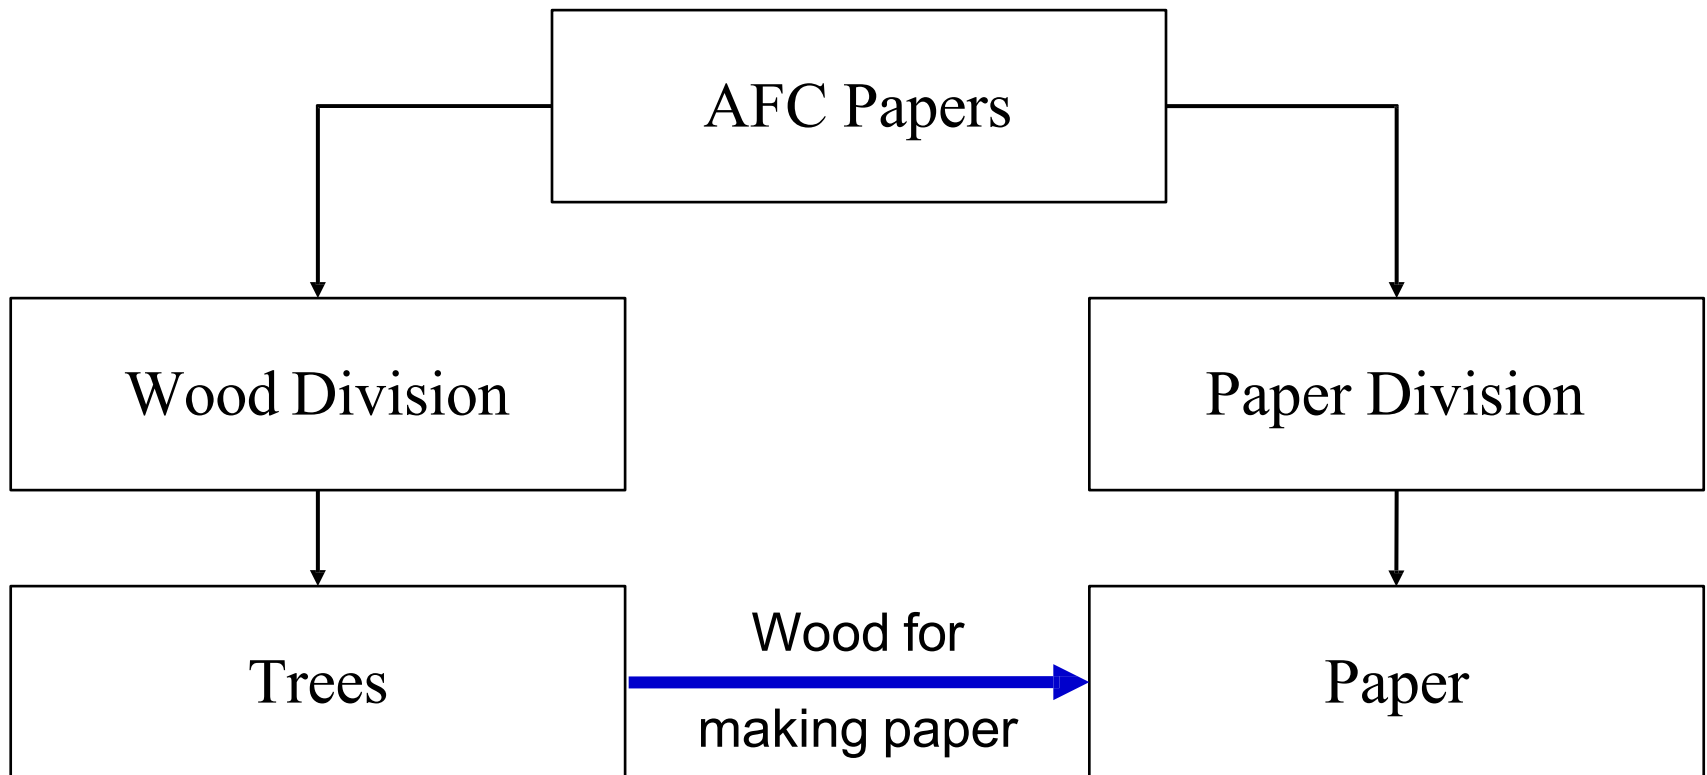 AFC Papers
Wood Division
Paper Division
Trees
Wood for
making paper
Paper